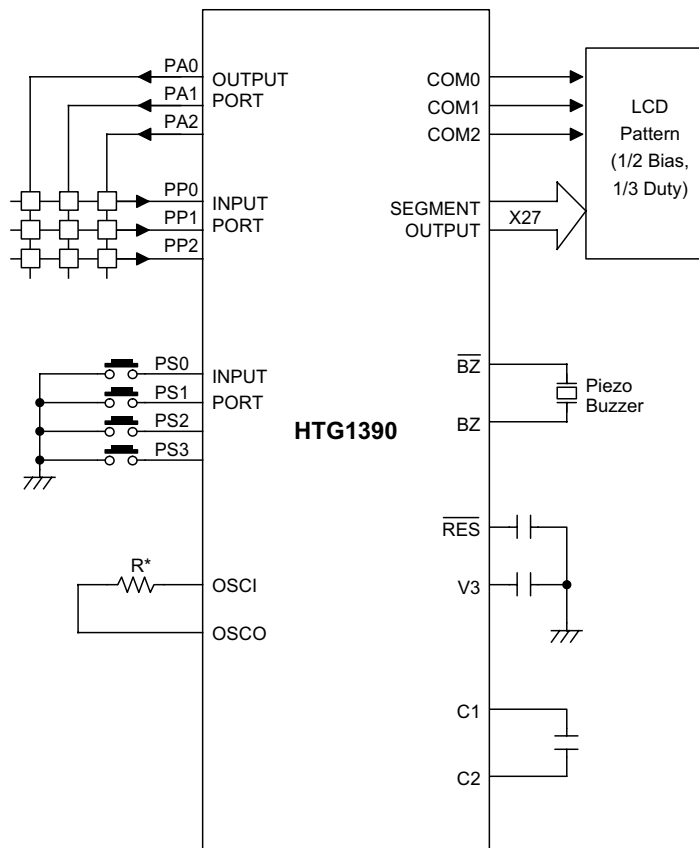 PA0
OUTPUT
PA1
PORT
PA2
PP0
INPUT
PP1
PORT
PP2
PS0
INPUT
PS1
PORT
PS2
PS3
R*
OSCI
OSCO
HTG1390
COM0
COM1
COM2
SEGMENT
OUTPUT
X27
LCD
Pattern
(1/2 Bias,
1/3 Duty)
BZ
BZ
Piezo
Buzzer
RES
V3
C1
C2